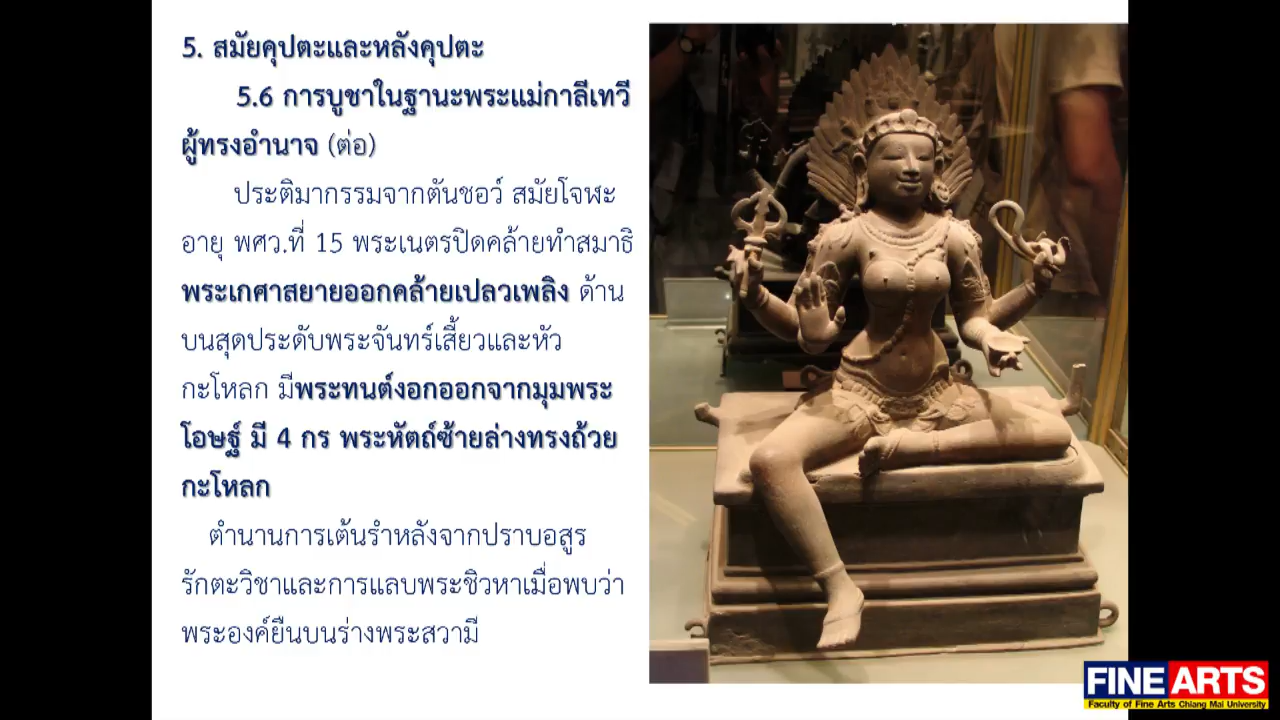 5. สมัยคุปตะและหลังคุปตะ
5.6 การบูชาในฐานะพระแม่กาลีเทวี
ผู้ทรงอำนาจ (ต่อ)
ประติมากรรมจากตันชอว์ สมัยโจฬะ
อายุ พศว.ที่ 15 พระเนตรปิดคล้ายทำสมาธิ
พระเกศาสยายออกคล้ายเปลวเพลิง ด้าน
บนสุดประดับพระจันทร์เสี้ยวและหัว
กะโหลก มีพระทนต์งอกออกจากมุมพระ
โอษฐ์ มี 4 กร พระหัตถ์ซ้ายล่างทรงถ้วย
กะโหลก
ตำนานการเต้นรำหลังจากปราบอสูร
รักตะวิชาและการแลบพระชิวหาเมื่อพบว่า
พระองค์ยืนบนร่างพระสวามี
FINE ARTS
Faculty of Fine Arts Chiang Mai University